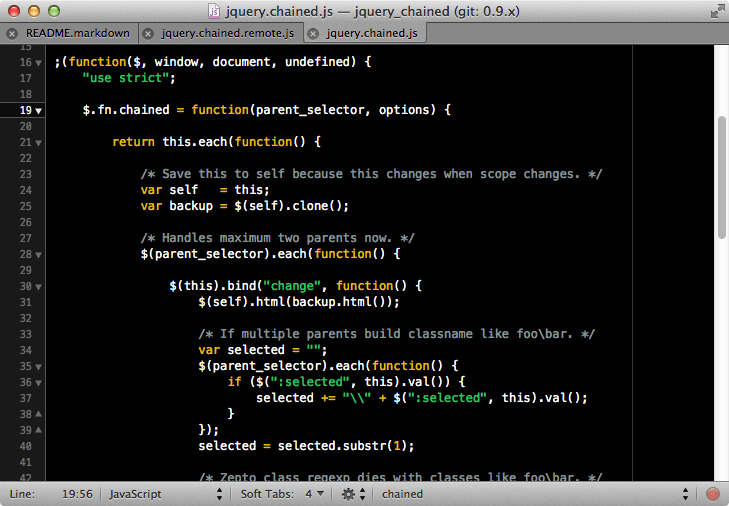 jquery.chained.js — jquery_chained (git: 0.9.x)
README.markdown jquery.chained.remote.js jquery.chained.js
15
16 ;(function($, window, document, undefined) {
17 "use strict";
18
19 $.fn.chained = function(parent_selector, options) {
20
21 return this.each(function() {
22
23 /* Save this to self because this changes when scope changes. */
24 var self   = this;
25 var backup = $(self).clone();
26
27 /* Handles maximum two parents now. */
28 $(parent_selector).each(function() {
29
30 $(this).bind("change", function() {
31 $(self).html(backup.html());
32
33 /* If multiple parents build classname like foo\bar. */
34 var selected = "";
35 $(parent_selector).each(function() {
36 if ($(":selected", this).val()) {
37 selected += "\\" + $(":selected", this).val();
38 }
39 });
40 selected = selected.substr(1);
41
42 /* Zepto class regexp dies with classes like foo\bar. */
Line: 19:56 JavaScript Soft Tabs: 4 chained